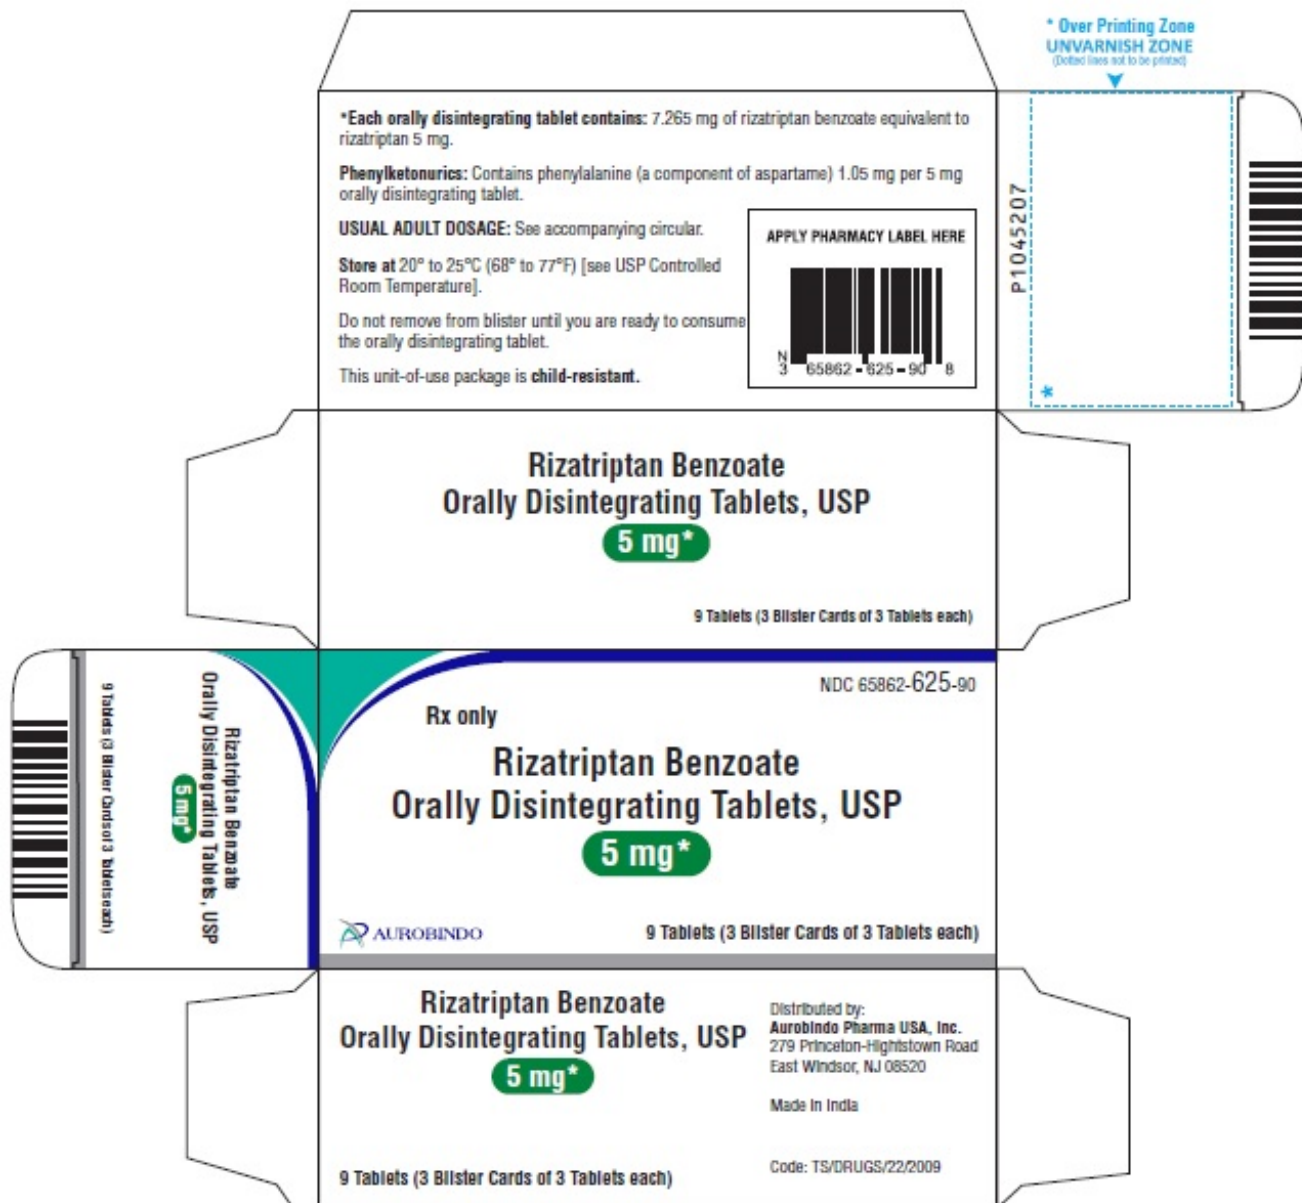 * Over Printing Zone
UNVARNISH ZONE
(Dotted lines not to be printed)
*Each orally disintegrating tablet contains: 7.265 mg of rizatriptan benzoate equivalent to
rizatriptan 5 mg.
Phenylketonurics: Contains phenylalanine (a component of aspartame) 1.05 mg per 5 mg
orally disintegrating tablet.
USUAL ADULT DOSAGE: See accompanying circular.
Store at 20° to 25°C (68° to 77°F) [see USP Controlled
Room Temperature].
Do not remove from blister until you are ready to consume
the orally disintegrating tablet.
This unit-of-use package is child-resistant.
APPLY PHARMACY LABEL HERE
N
3 65862-625-90 8
P1045207
*
Rizatriptan Benzoate
Orally Disintegrating Tablets, USP
5 mg*
9 Tablets (3 Blister Cards of 3 Tablets each)
Rizatriptan Benzoate
Orally Disintegrating Tablets, USP
5 mg*
9 Tablets (3 Blister Cards of 3 Tablets each)
NDC 65862-625-90
Rx only
Rizatriptan Benzoate
Orally Disintegrating Tablets, USP
5 mg*
AUROBINDO
9 Tablets (3 Blister Cards of 3 Tablets each)
Rizatriptan Benzoate
Orally Disintegrating Tablets, USP
5 mg*
9 Tablets (3 Blister Cards of 3 Tablets each)
Distributed by:
Aurobindo Pharma USA, Inc.
279 Princeton-Hightstown Road
East Windsor, NJ 08520
Made in India
Code: TS/DRUGS/22/2009